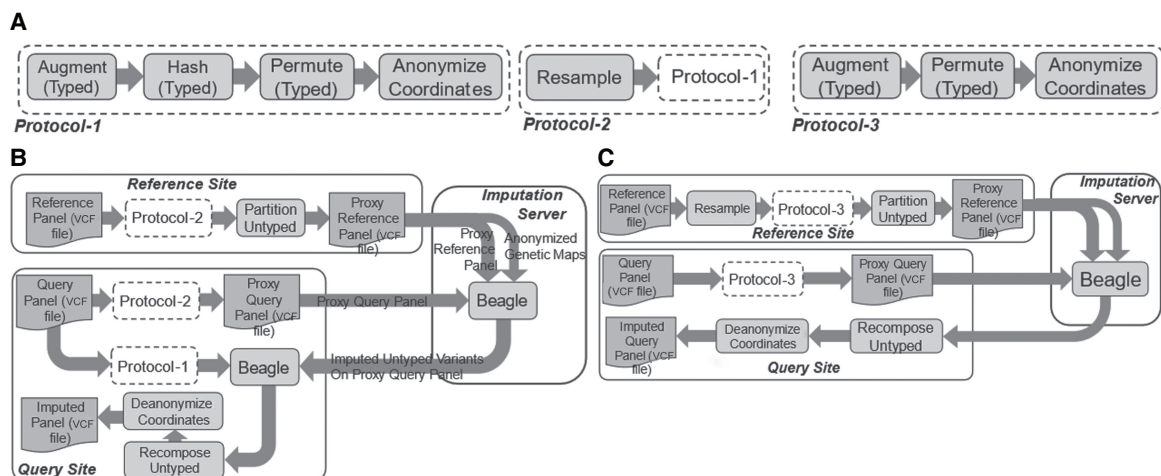 A
Augment
(Typed)
Hash
(Typed)
Permute
(Typed)
Anonymize
Coordinates
Protocol-1
Resample
Protocol-1
Protocol-2
Augment
(Typed)
Permute
(Typed)
Anonymize
Coordinates
Protocol-3
B
Reference Site
Reference
Panel (VCF
file)
Protocol-2
Partition
Untyped
Proxy
Reference
Panel (VCF
file)
Imputation
Server
Proxy
Reference
Panel
Anonymized
Genetic Maps
Beagle
Query
Panel (VCF
file)
Protocol-2
Proxy
Query
Panel (VCF
file)
Proxy Query Panel
Protocol-1
Beagle
Imputed Untyped Variants
On Proxy Query Panel
Imputed
Panel (VCF
file)
Deanonymize
Coordinates
Recompose
Untyped
Query Site
C
Reference
Panel (VCF
file)
Resample
Protocol-3
Partition
Untyped
Proxy
Reference
Panel (VCF
file)
Reference Site
Imputation
Server
Beagle
Query
Panel
(VCF file)
Protocol-3
Proxy Query
Panel (VCF
file)
Imputed
Query
Panel (VCF
file)
Deanonymize
Coordinates
Recompose
Untyped
Query Site